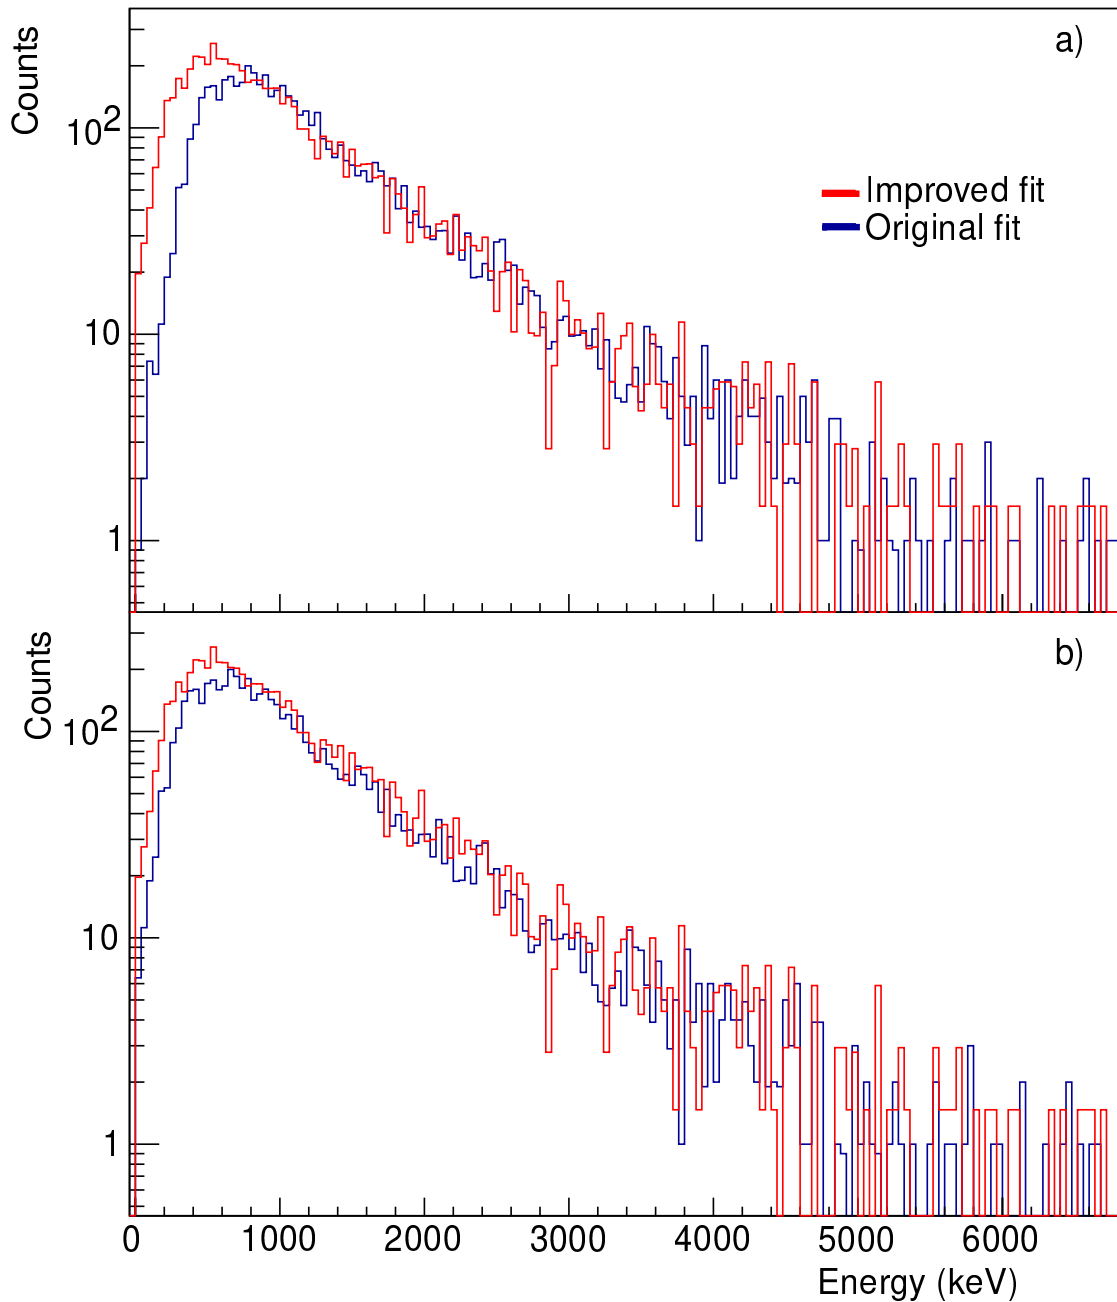 a)
Counts
10²
Improved fit
Original fit
10
1
b)
Counts
10²
10
1
0 1000 2000 3000 4000 5000 6000
Energy (keV)